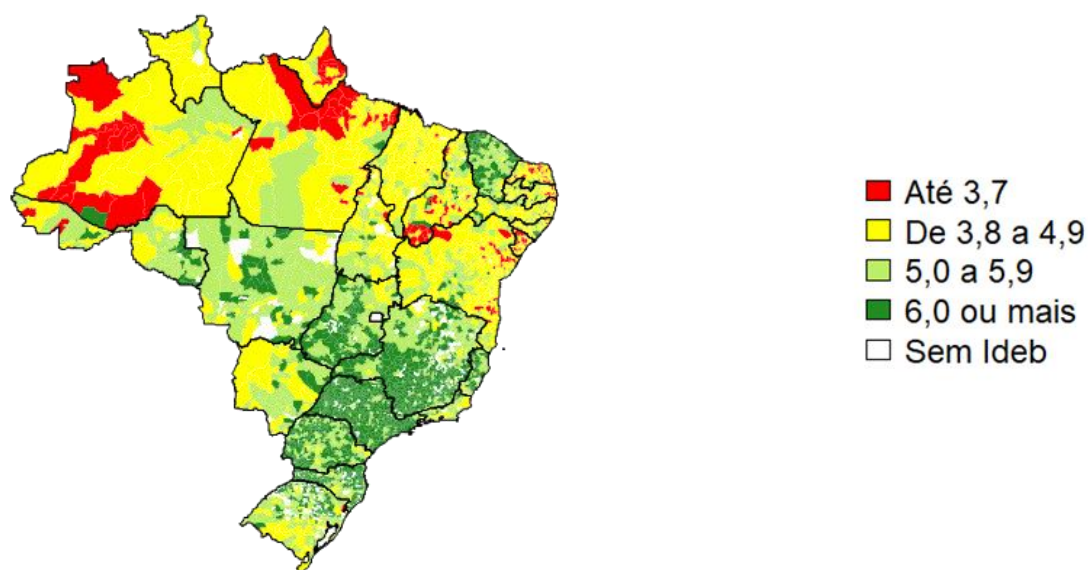 Até 3,7
De 3,8 a 4,9
5,0 a 5,9
6,0 ou mais
Sem Ideb